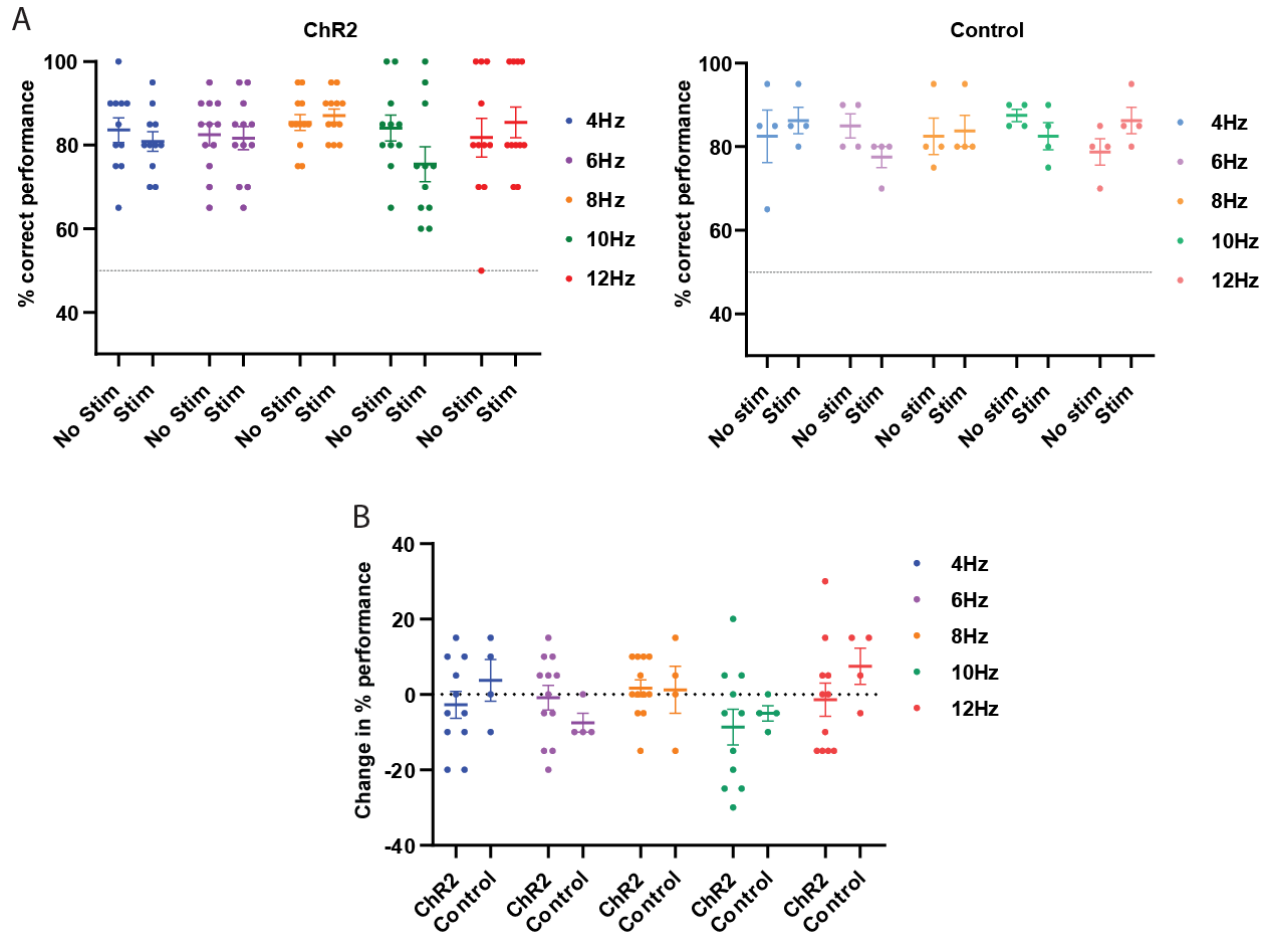 A
ChR2
Control
% correct performance
100
80
60
40
No Stim
Stim
No Stim
Stim
No Stim
Stim
No Stim
Stim
No Stim
Stim
4Hz
6Hz
8Hz
10Hz
12Hz
% correct performance
100
80
60
40
No stim
Stim
No stim
Stim
No stim
Stim
No stim
Stim
No stim
Stim
4Hz
6Hz
8Hz
10Hz
12Hz
B
Change in % performance
40
20
0
-20
-40
ChR2
Control
ChR2
Control
ChR2
Control
ChR2
Control
ChR2
Control
4Hz
6Hz
8Hz
10Hz
12Hz